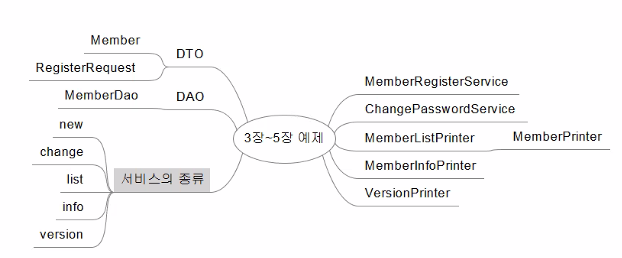 Member
DTO
RegisterRequest
MemberDao
DAO
new
change
list
서비스의 종류
info
version
3장~5장 예제
MemberRegisterService
ChangePasswordService
MemberListPrinter
MemberPrinter
MemberInfoPrinter
VersionPrinter